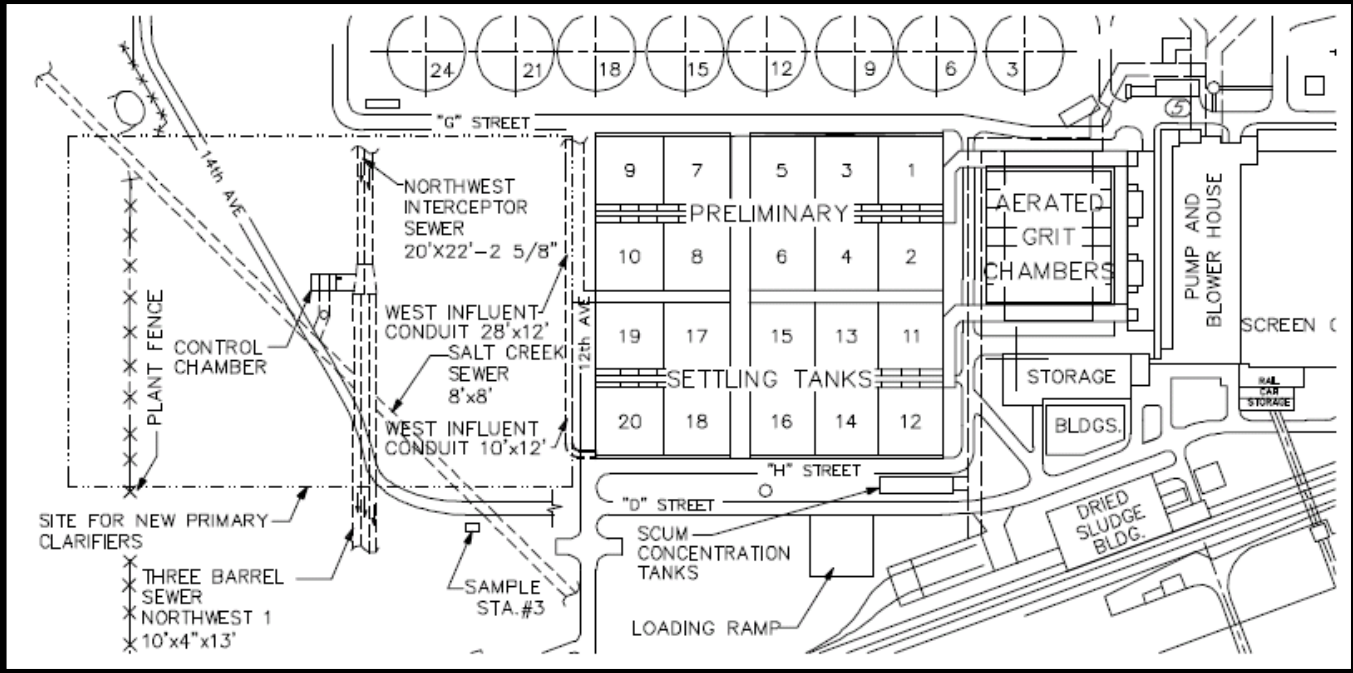 24 21 18 15 12 9 6 3
5
"G" STREET
14th AVE
NORTHWEST
INTERCEPTOR
SEWER
20'X22'-2 5/8"
9 7 5 3 1
PRELIMINARY
10 8 6 4 2
AERATED
GRIT
CHAMBERS
PUMP AND
BLOWER HOUSE
SCREEN C
WEST INFLUENT
CONDUIT 28'x12'
12th AVE
19 17 15 13 11
SETTLING TANKS
20 18 16 14 12
CONTROL
CHAMBER
PLANT FENCE
SALT CREEK
SEWER
8'x8'
WEST INFLUENT
CONDUIT 10'x12'
STORAGE
BLDGS.
RAIL
CAR
STORAGE
"H" STREET
"D" STREET
SITE FOR NEW PRIMARY
CLARIFIERS
THREE BARREL
SEWER
NORTHWEST 1
10'x4"x13'
SAMPLE
STA.#3
SCUM
CONCENTRATION
TANKS
LOADING RAMP
DRIED
SLUDGE
BLDG.